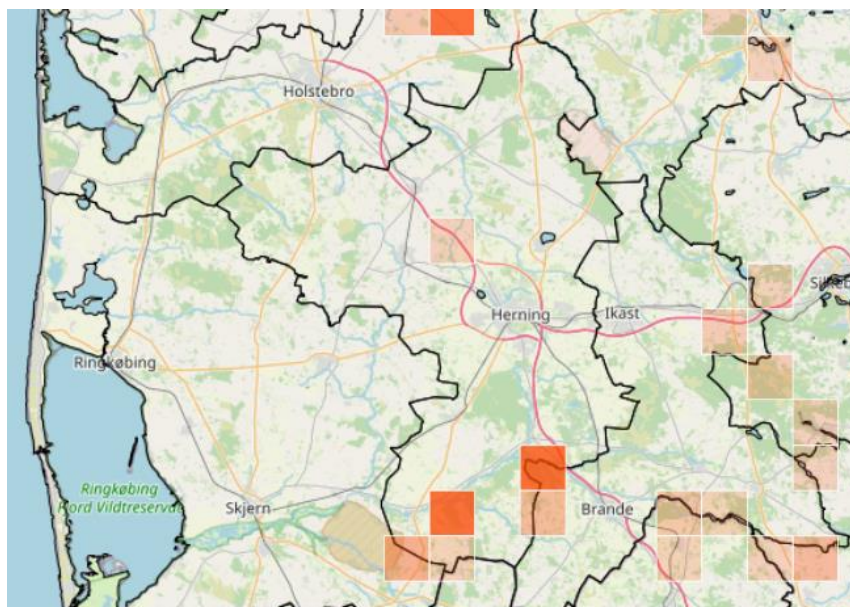 Holstebro
Herning
Ikast
Ringkøbing
Ringkøbing
Fjord Vildtreservat
Skjern
Brande